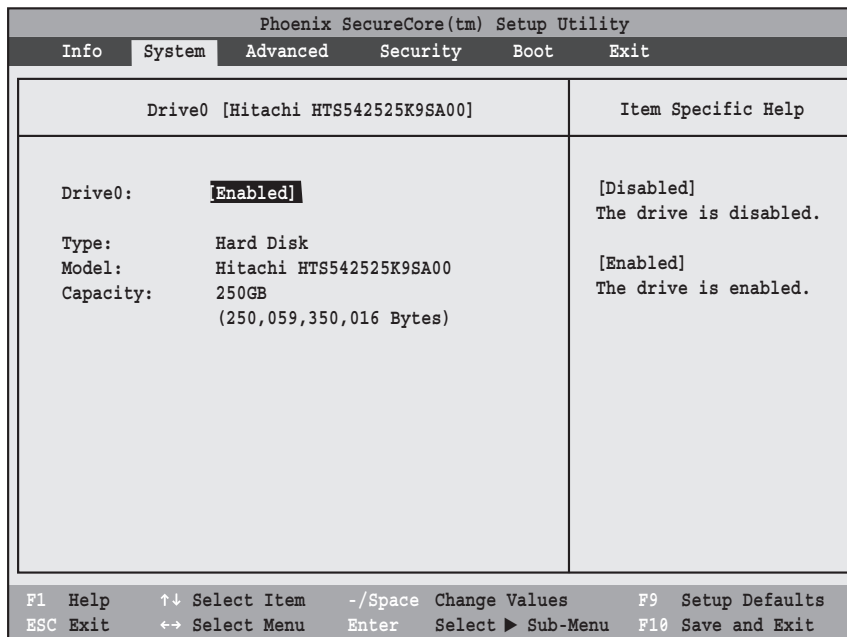 Phoenix SecureCore(tm) Setup Utility
Info System Advanced Security Boot Exit
Drive0 [Hitachi HTS542525K9SA00]
Item Specific Help
Drive0: [Enabled]
Type: Hard Disk
Model: Hitachi HTS542525K9SA00
Capacity: 250GB
(250,059,350,016 Bytes)
[Disabled]
The drive is disabled.
[Enabled]
The drive is enabled.
F1 Help ↑↓ Select Item -/Space Change Values F9 Setup Defaults
ESC Exit ←→ Select Menu Enter Select ▶ Sub-Menu F10 Save and Exit